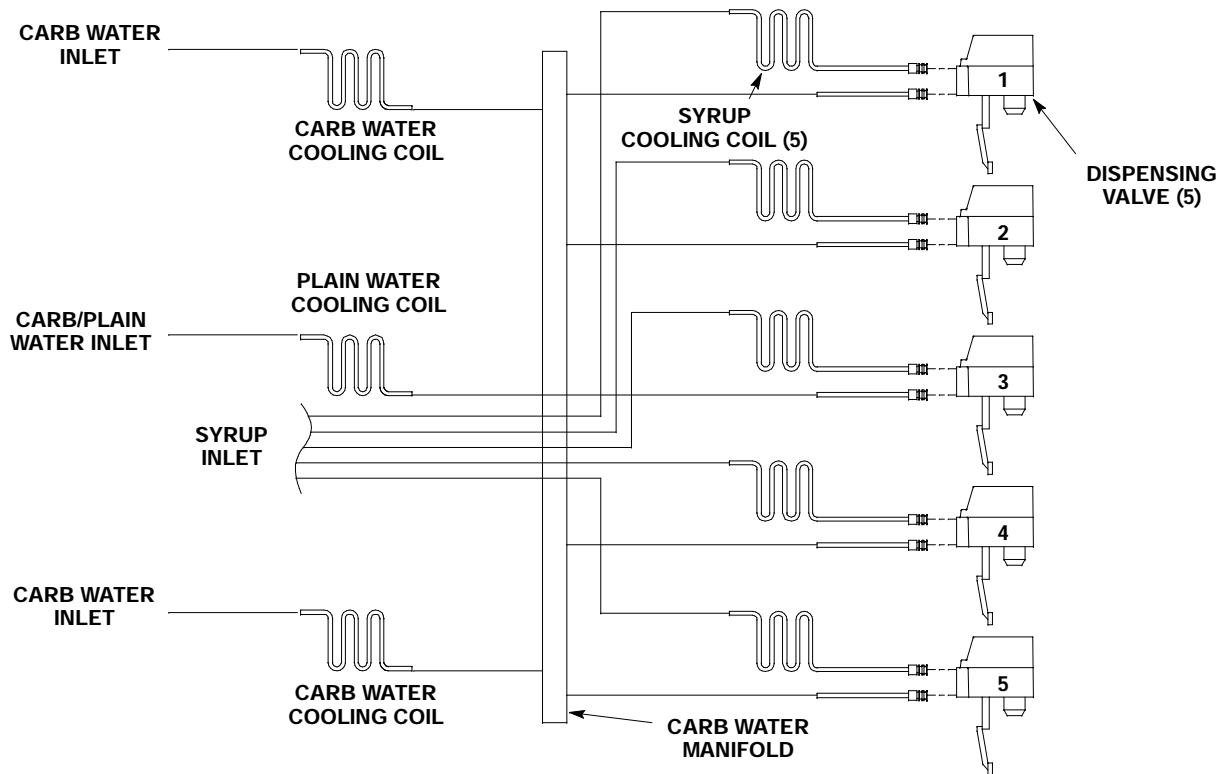 CARB WATER
INLET
CARB WATER
COOLING COIL
SYRUP
COOLING COIL (5)
1
DISPENSING
VALVE (5)
2
PLAIN WATER
COOLING COIL
CARB/PLAIN
WATER INLET
3
SYRUP
INLET
4
CARB WATER
INLET
CARB WATER
COOLING COIL
5
CARB WATER
MANIFOLD